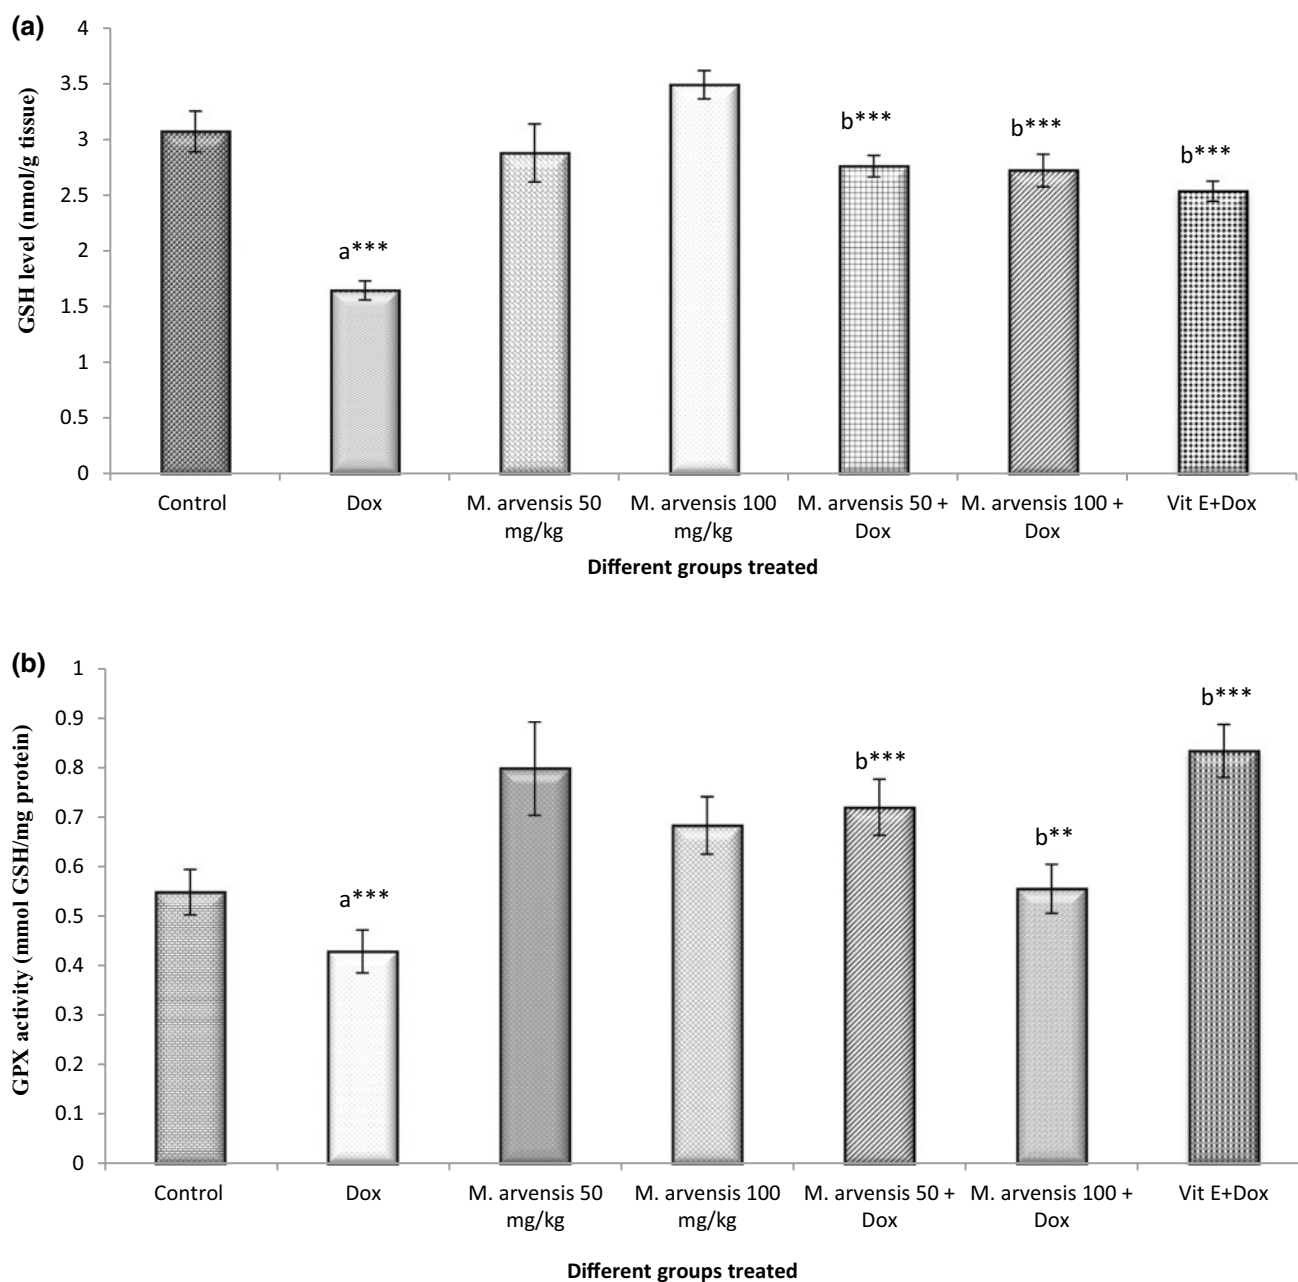 (a)
4
3.5
3
2.5
2
1.5
1
0.5
0
GSH level (nmol/g tissue)
a***
b***
b***
b***
Control
Dox
M. arvensis 50
mg/kg
M. arvensis 100
mg/kg
M. arvensis 50 +
Dox
M. arvensis 100 +
Dox
Vit E+Dox
Different groups treated
(b)
1
0.9
0.8
0.7
0.6
0.5
0.4
0.3
0.2
0.1
0
GPX activity (mmol GSH/mg protein)
a***
b***
b**
b***
Control
Dox
M. arvensis 50
mg/kg
M. arvensis 100
mg/kg
M. arvensis 50 +
Dox
M. arvensis 100 +
Dox
Vit E+Dox
Different groups treated